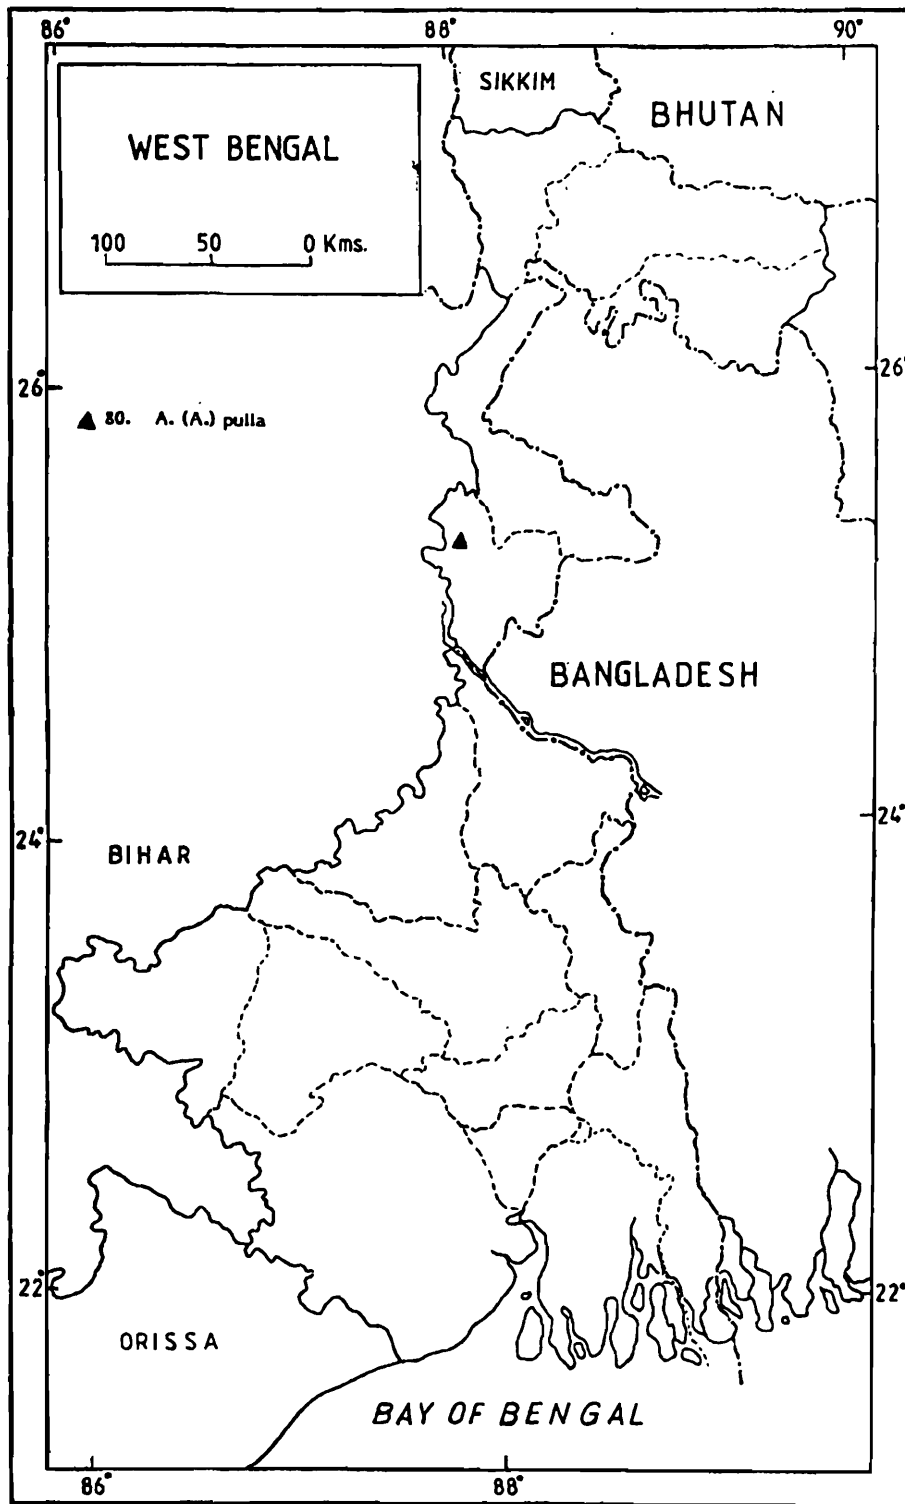 86° 88° 90°
SIKKIM
BHUTAN
WEST BENGAL
100 50 0 Kms.
26° 26°
▲ 80. A. (A.) pulla
BANGLADESH
24° 24°
BIHAR
22° 22°
ORISSA
BAY OF BENGAL
86° 88°